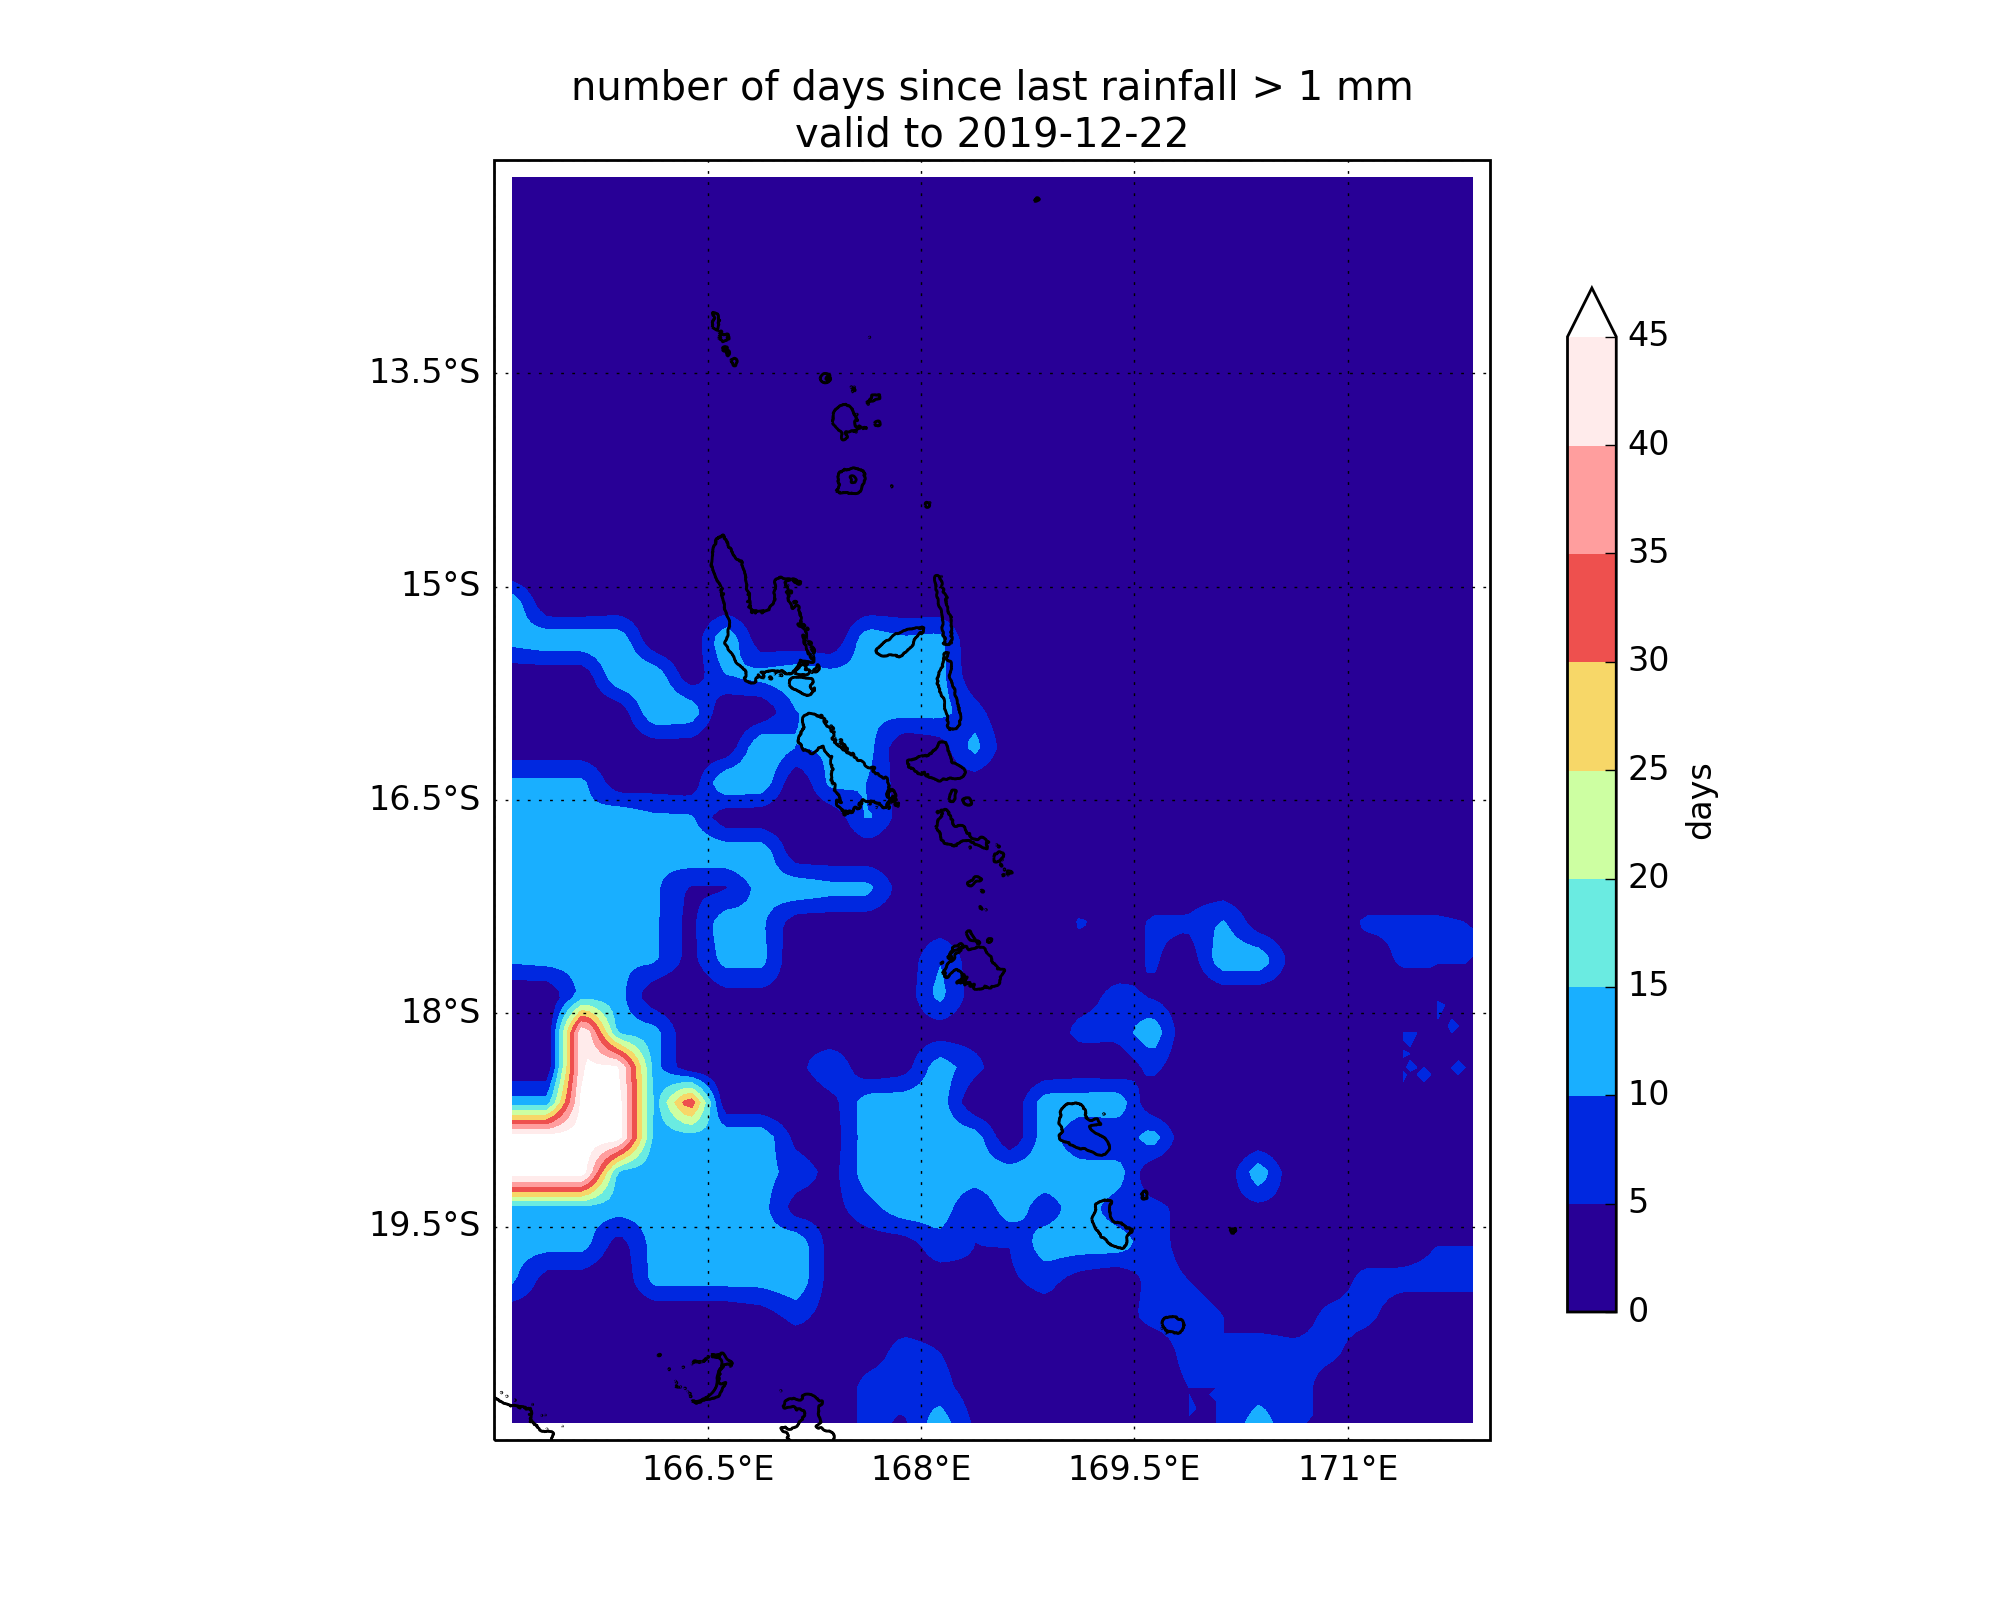 number of days since last rainfall > 1 mm
valid to 2019-12-22
13.5°S
15°S
16.5°S
18°S
19.5°S
166.5°E
168°E
169.5°E
171°E
45
40
35
30
25
20
15
10
5
0
days